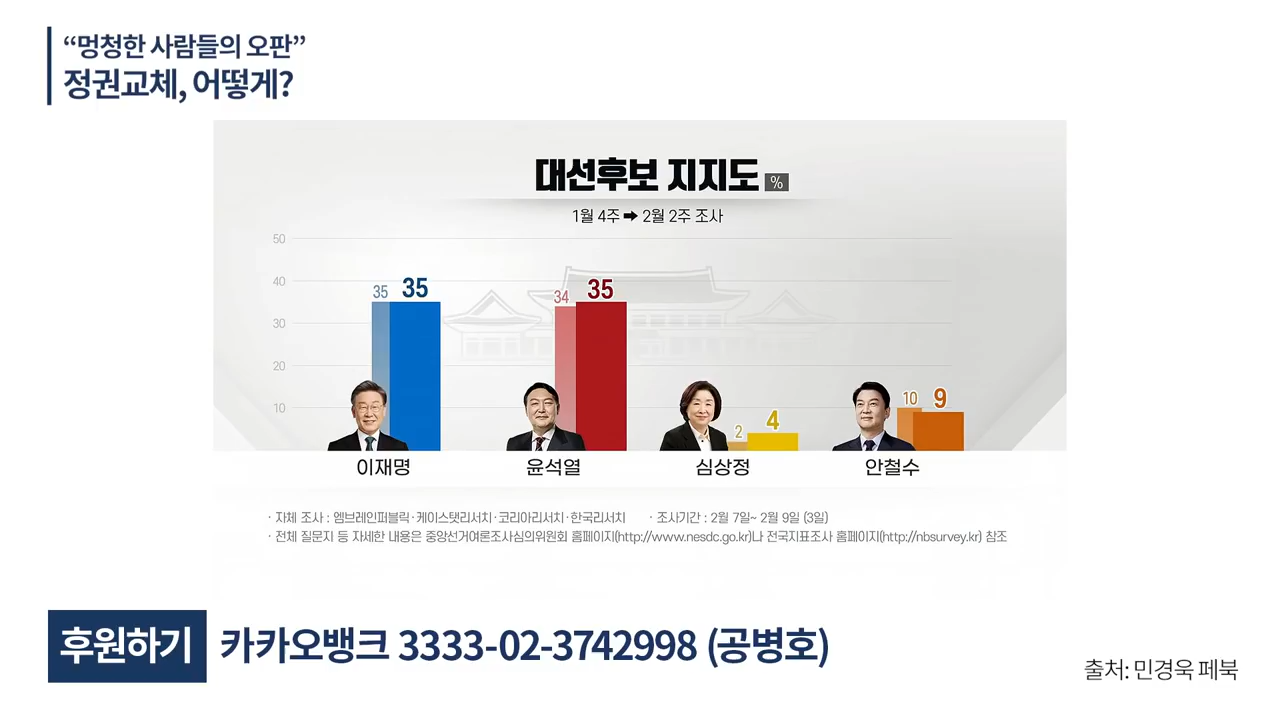 “멍청한 사람들의 오판”
정권교체, 어떻게?
대선후보 지지도 %
1월 4주 ➡ 2월 2주 조사
50
40
30
20
10
35 35
34 35
2 4
10 9
이재명 윤석열 심상정 안철수
· 자체 조사 : 엠브레인퍼블릭·케이스탯리서치·코리아리서치·한국리서치 · 조사기간 : 2월 7일~ 2월 9일 (3일)
· 전체 질문지 등 자세한 내용은 중앙선거여론조사심의위원회 홈페이지(http://www.nesdc.go.kr)나 전국지표조사 홈페이지(http://nbsurvey.kr) 참조
후원하기 카카오뱅크 3333-02-3742998 (공병호)
출처: 민경욱 페북